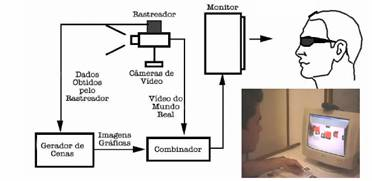 Rastreador
Monitor
Dados
Obtidos
pelo
Rastreador
Câmeras de
Vídeo
Vídeo do
Mundo
Real
Imagens
Gráficas
Gerador de
Cenas
Combinador